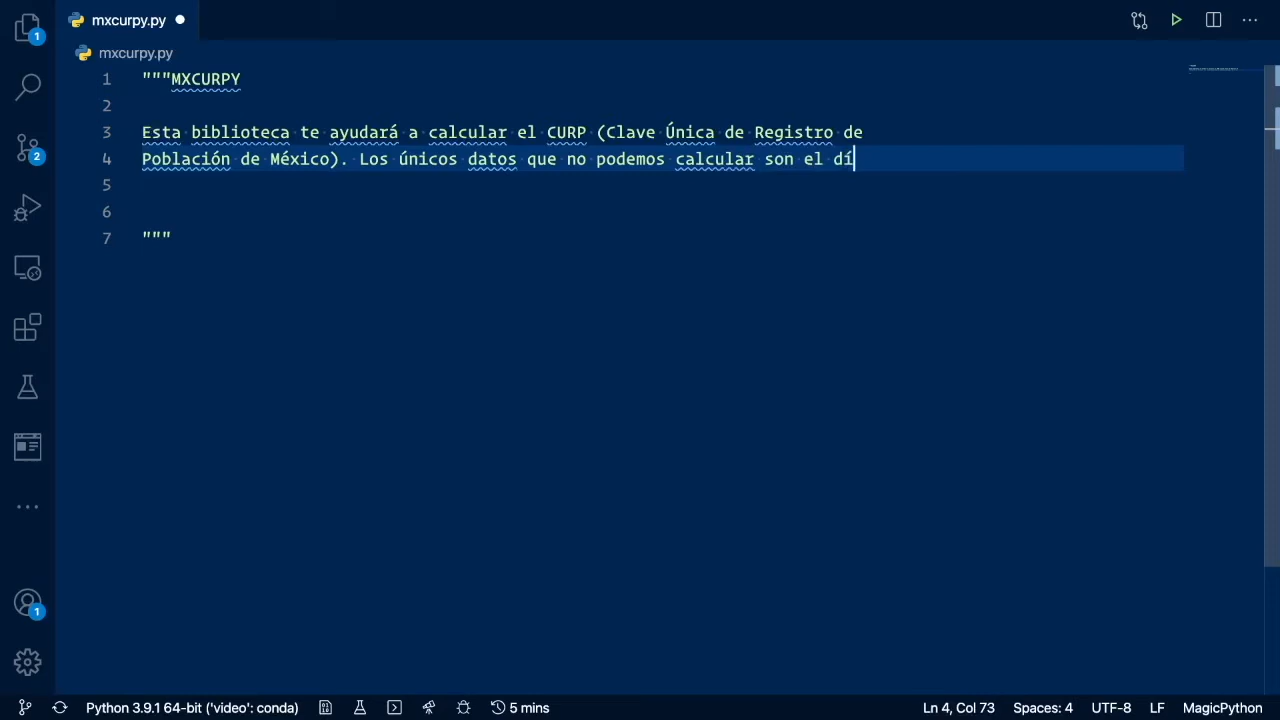 mxcurpy.py
mxcurpy.py
1 """MXCURPY
2
3 Esta biblioteca te ayudará a calcular el CURP (Clave Única de Registro de
4 Población de México). Los únicos datos que no podemos calcular son el dí
5
6
7 """
1
2
1
Python 3.9.1 64-bit ('video': conda) 5 mins Ln 4, Col 73 Spaces: 4 UTF-8 LF MagicPython